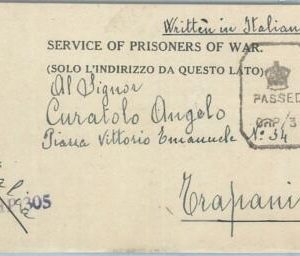 Written in Italian
SERVICE OF PRISONERS OF WAR.
(SOLO L'INDIRIZZO DA QUESTO LATO)
Al Signor
Curatolo Angelo
Piazza Vittorio Emanuele N. 34
Trapani
PASSED
305